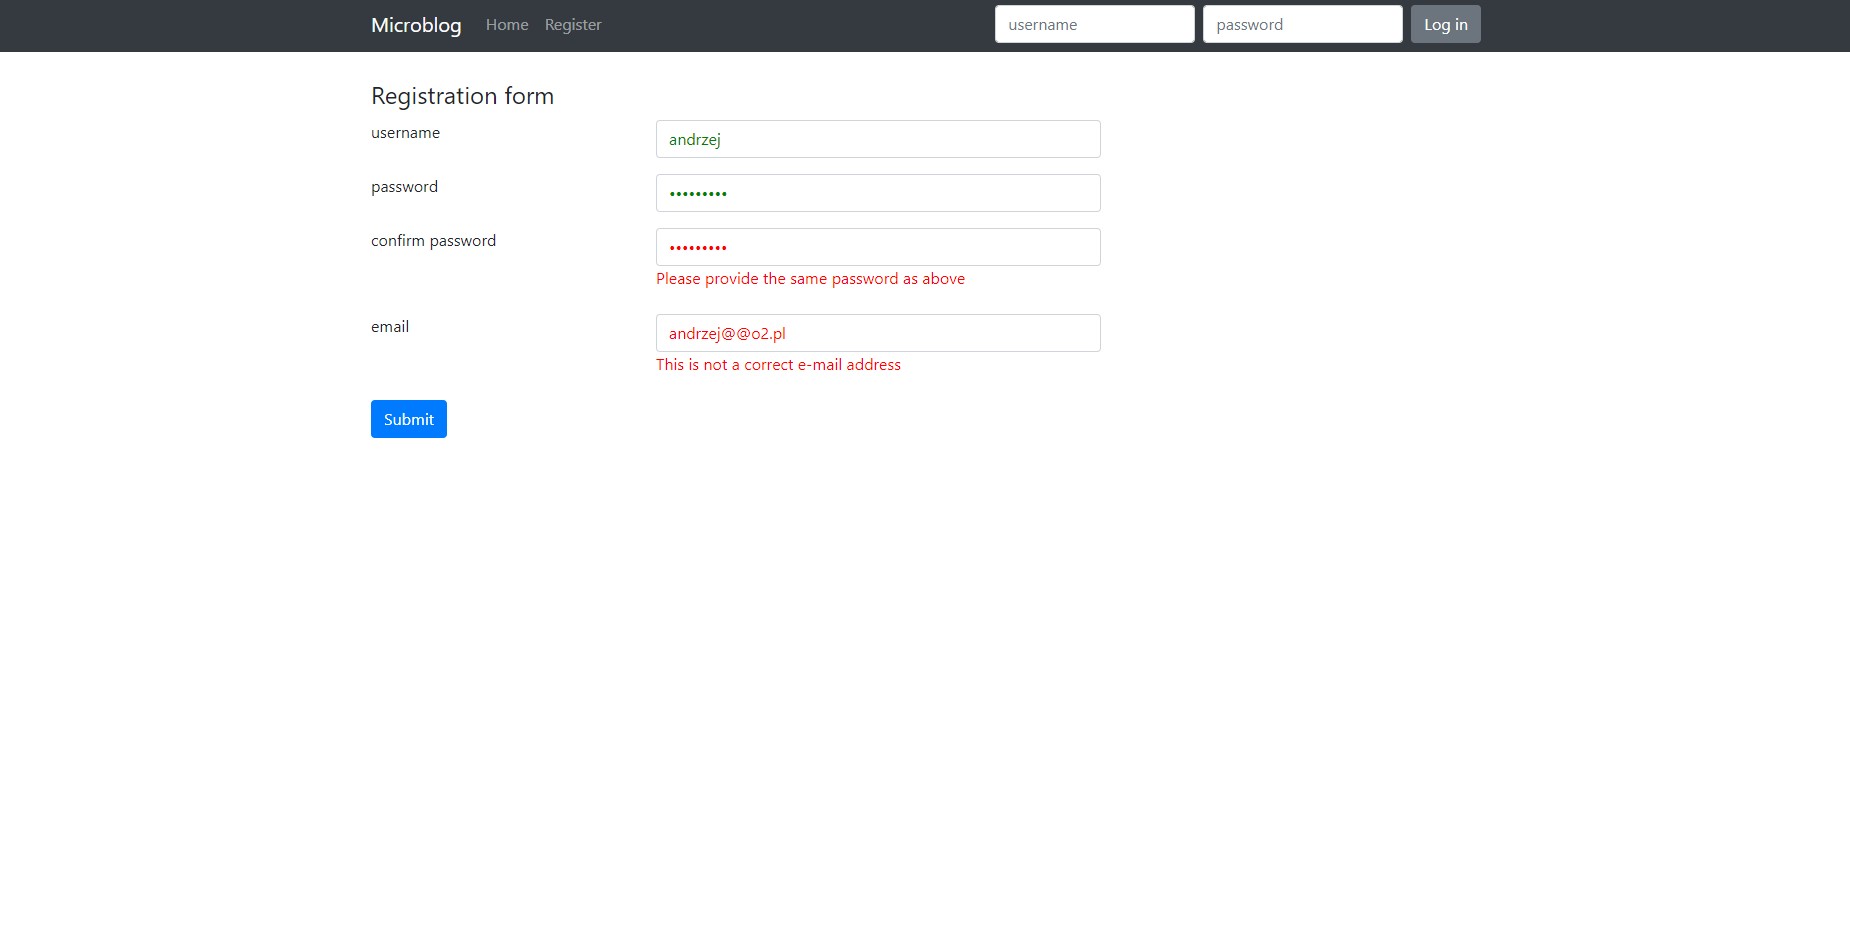 Microblog Home Register username password Log in
Registration form
username andrzej
password •••••••••
confirm password •••••••••
Please provide the same password as above
email andrzej@@o2.pl
This is not a correct e-mail address
Submit